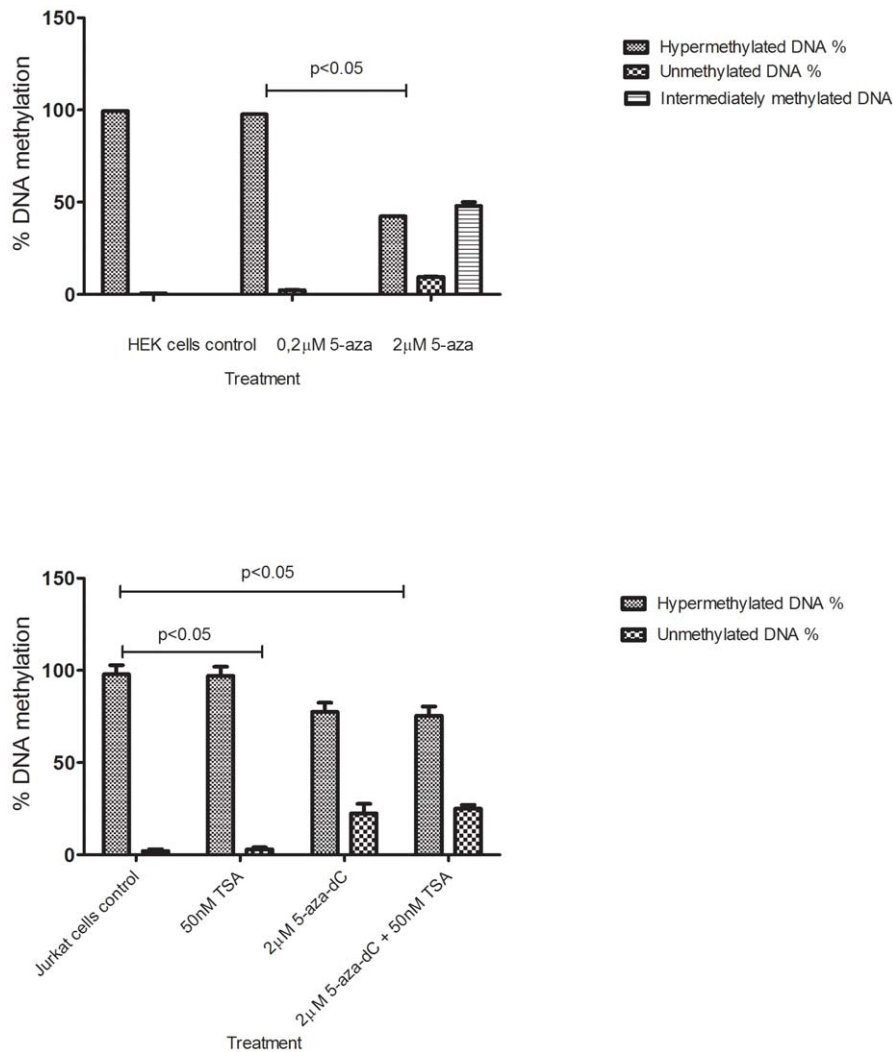 150
100
50
0
% DNA methylation
p<0.05
Hypermethylated DNA %
Unmethylated DNA %
Intermediately methylated DNA
HEK cells control 0,2μM 5-aza 2μM 5-aza
Treatment
150
100
50
0
% DNA methylation
p<0.05
p<0.05
Hypermethylated DNA %
Unmethylated DNA %
Jurkat cells control
50nM TSA
2μM 5-aza-dC
2μM 5-aza-dC + 50nM TSA
Treatment